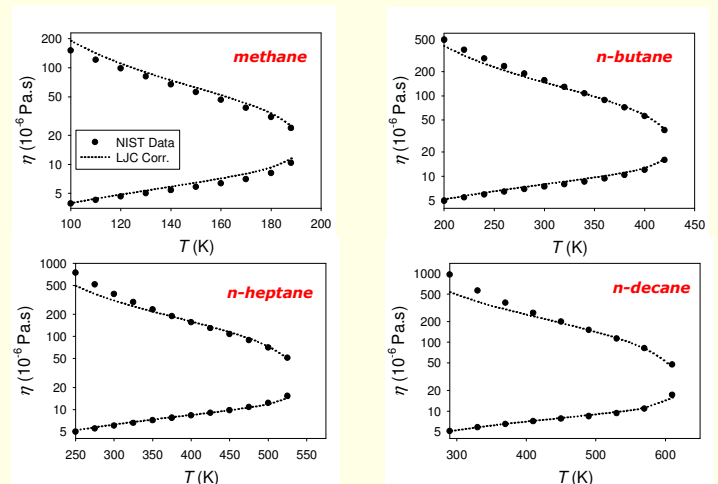 methane
η (10⁻⁶ Pa.s)
200
100
50
20
10
5
NIST Data
LJC Corr.
100 120 140 160 180 200
T (K)
n-butane
η (10⁻⁶ Pa.s)
500
100
50
20
10
5
200 250 300 350 400 450
T (K)
n-heptane
η (10⁻⁶ Pa.s)
1000
500
200
100
50
20
10
5
250 300 350 400 450 500 550
T (K)
n-decane
η (10⁻⁶ Pa.s)
1000
500
200
100
50
20
10
5
300 400 500 600
T (K)